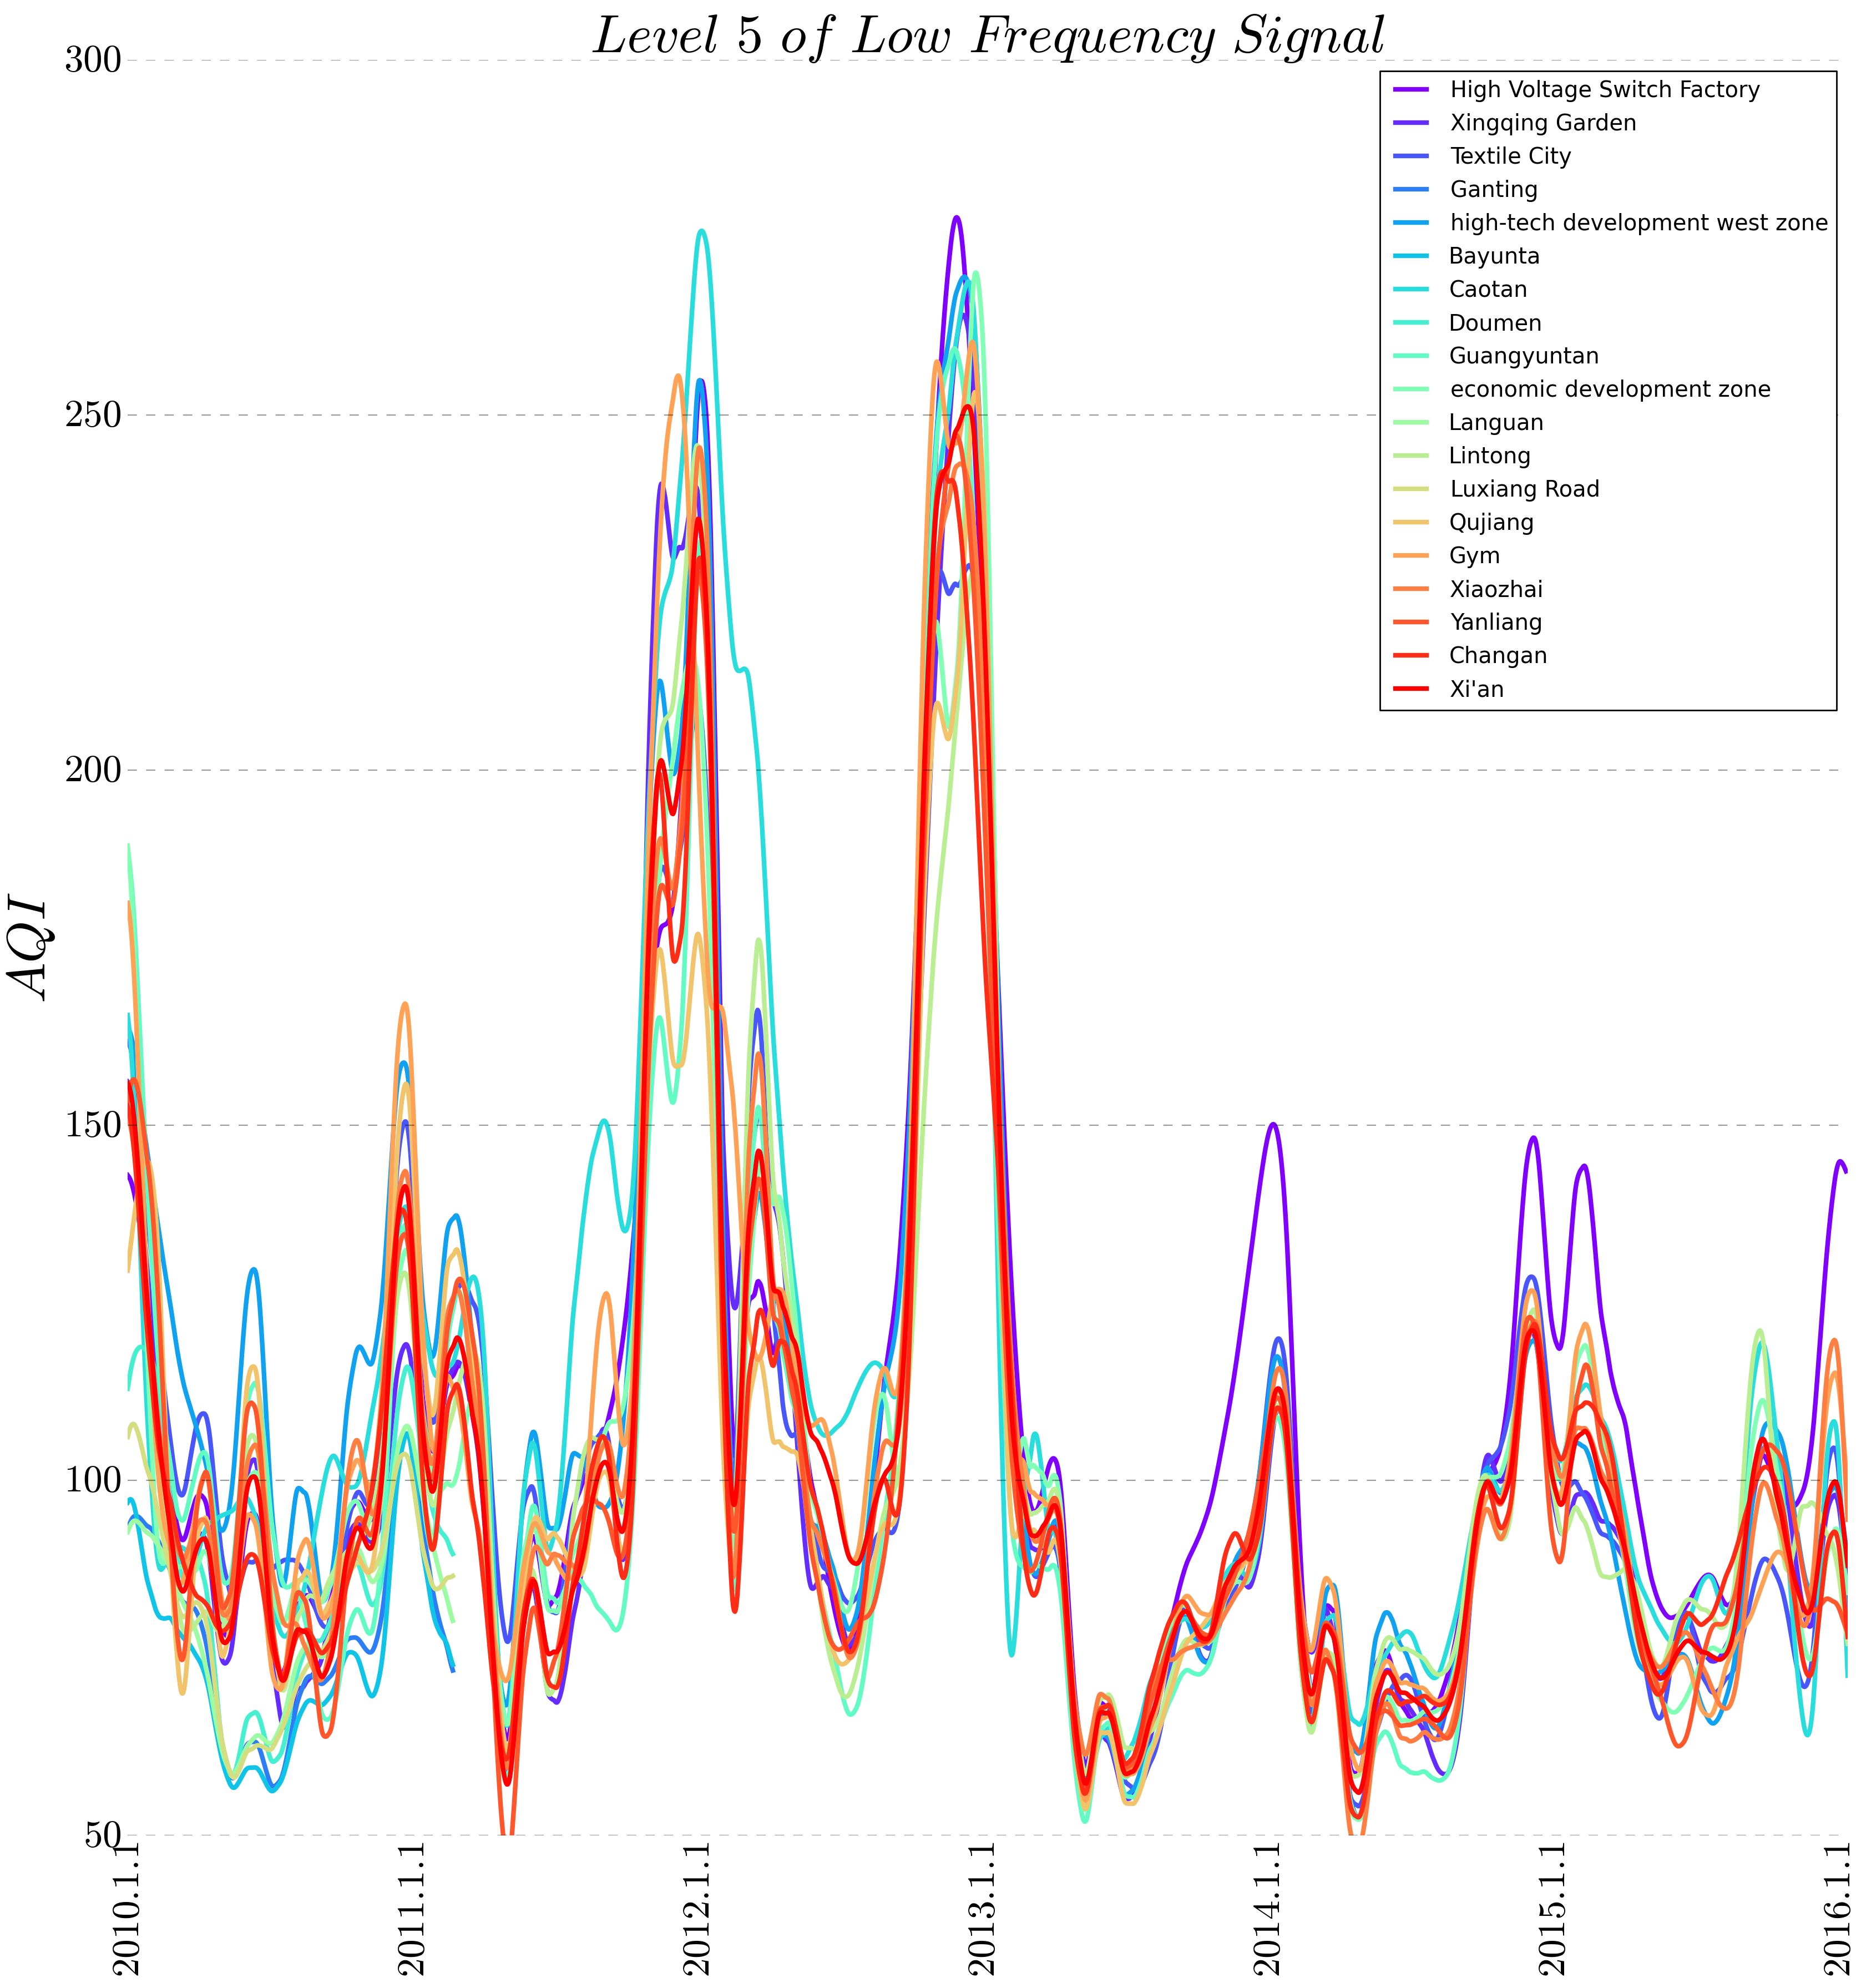 Level 5 of Low Frequency Signal
300
250
200
150
100
50
AQI
High Voltage Switch Factory
Xingqing Garden
Textile City
Ganting
high-tech development west zone
Bayunta
Caotan
Doumen
Guangyuntan
economic development zone
Languan
Lintong
Luxiang Road
Qujiang
Gym
Xiaozhai
Yanliang
Changan
Xi'an
2010.1.1
2011.1.1
2012.1.1
2013.1.1
2014.1.1
2015.1.1
2016.1.1